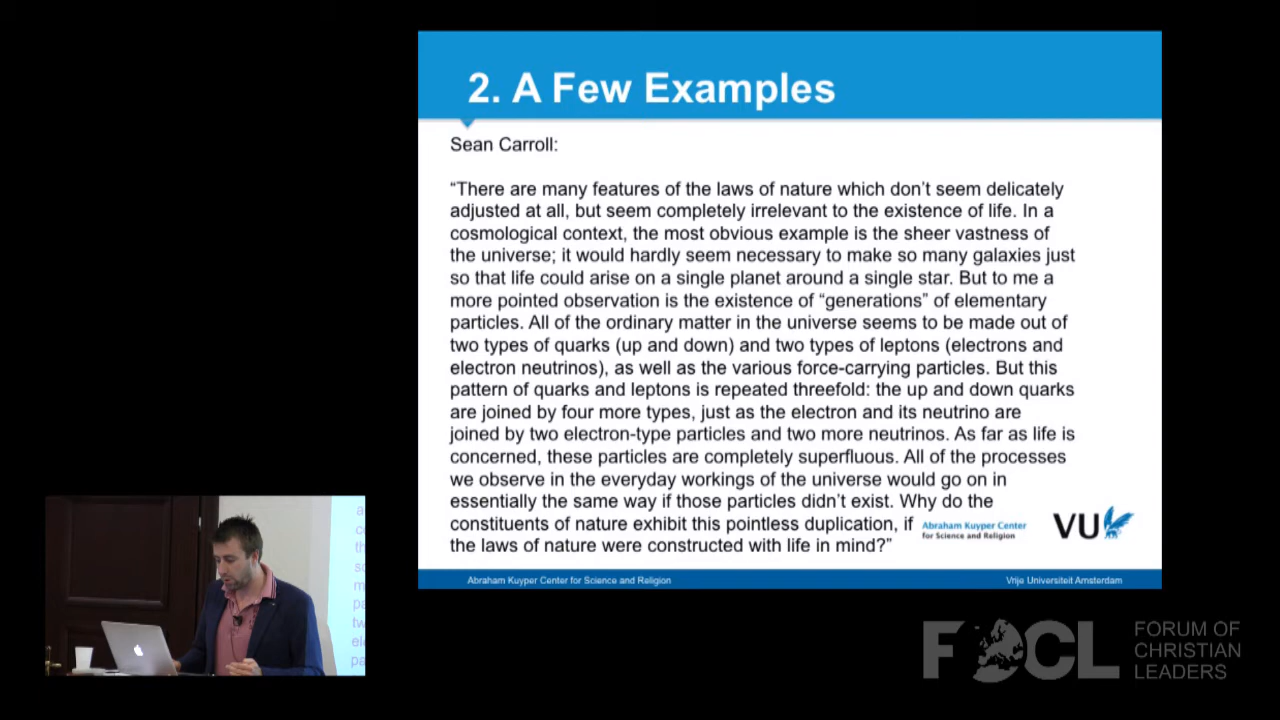 2. A Few Examples
Sean Carroll:
“There are many features of the laws of nature which don’t seem delicately
adjusted at all, but seem completely irrelevant to the existence of life. In a
cosmological context, the most obvious example is the sheer vastness of
the universe; it would hardly seem necessary to make so many galaxies just
so that life could arise on a single planet around a single star. But to me a
more pointed observation is the existence of “generations” of elementary
particles. All of the ordinary matter in the universe seems to be made out of
two types of quarks (up and down) and two types of leptons (electrons and
electron neutrinos), as well as the various force-carrying particles. But this
pattern of quarks and leptons is repeated threefold: the up and down quarks
are joined by four more types, just as the electron and its neutrino are
joined by two electron-type particles and two more neutrinos. As far as life is
concerned, these particles are completely superfluous. All of the processes
we observe in the everyday workings of the universe would go on in
essentially the same way if those particles didn’t exist. Why do the
constituents of nature exhibit this pointless duplication, if
the laws of nature were constructed with life in mind?”
Abraham Kuyper Center
for Science and Religion
VU
Abraham Kuyper Center for Science and Religion
Vrije Universiteit Amsterdam
FOCL
FORUM OF
CHRISTIAN
LEADERS